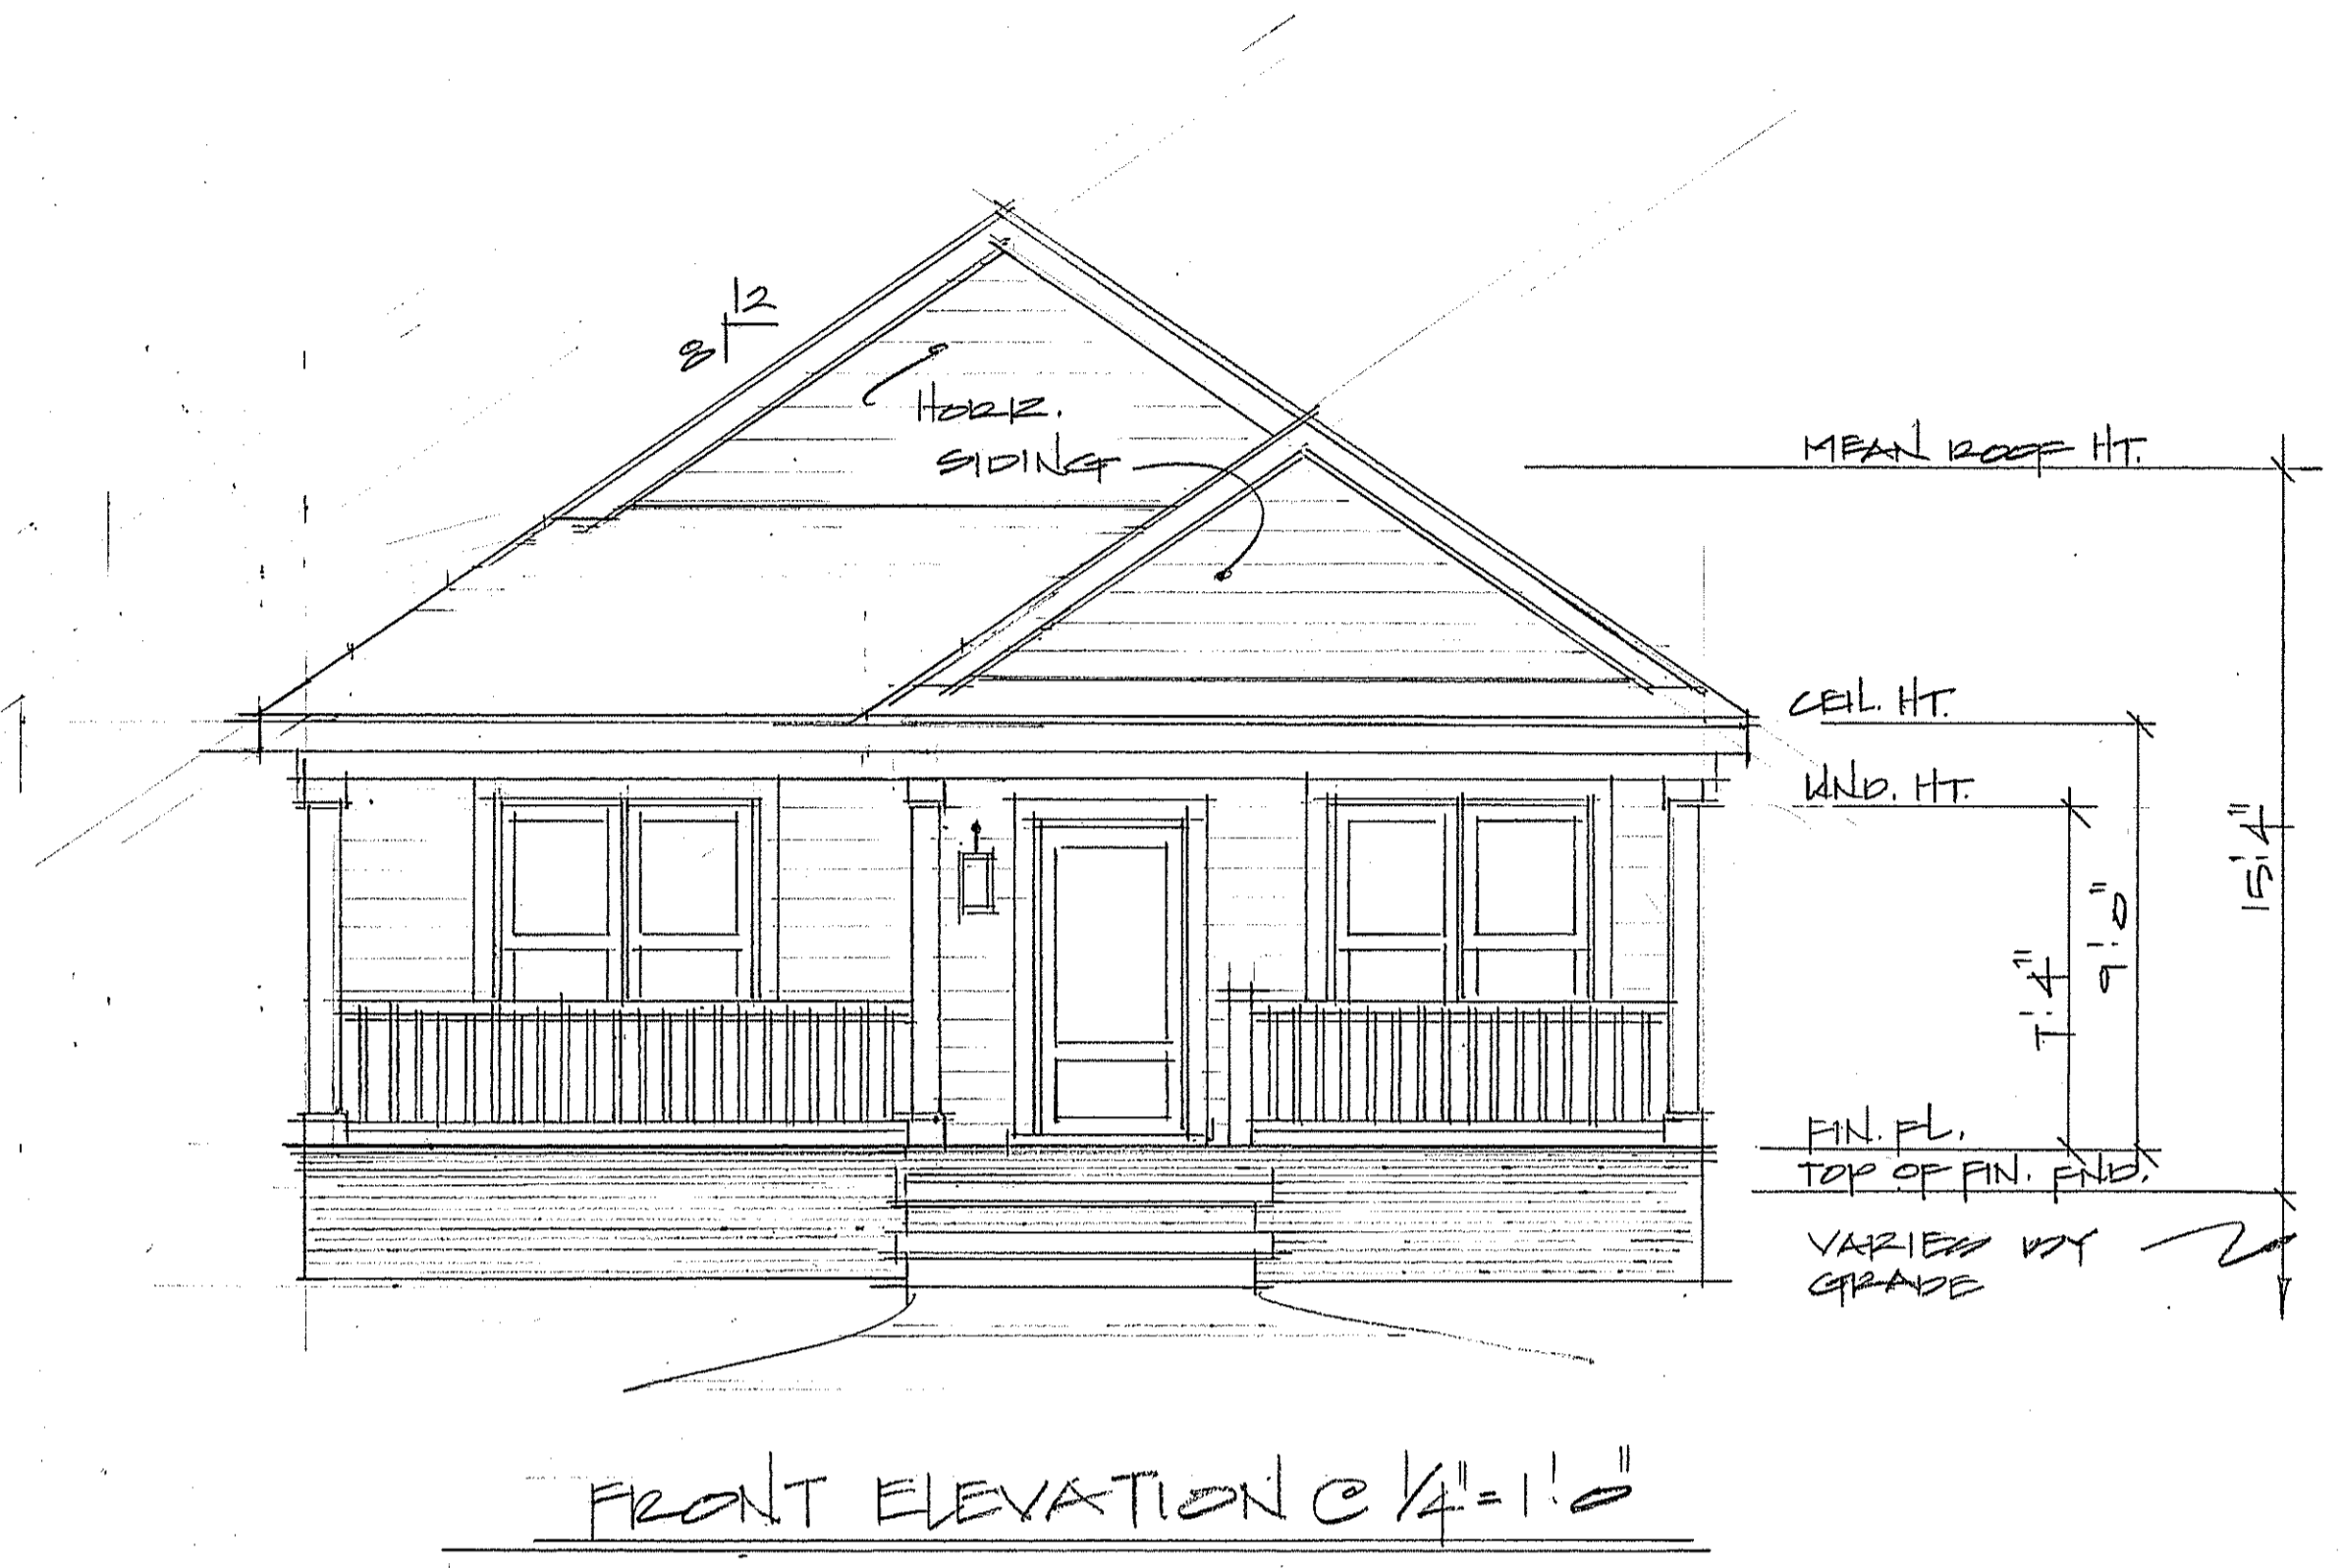 12
8
HORZ.
SIDING
MEAN ROOF HT.
CEIL. HT.
WND. HT.
15'.4"
9'.0"
7'.4"
FIN. FL.
TOP OF FIN. FND.
VARIES BY
GRADE
FRONT ELEVATION @ 1/4"=1'.0"